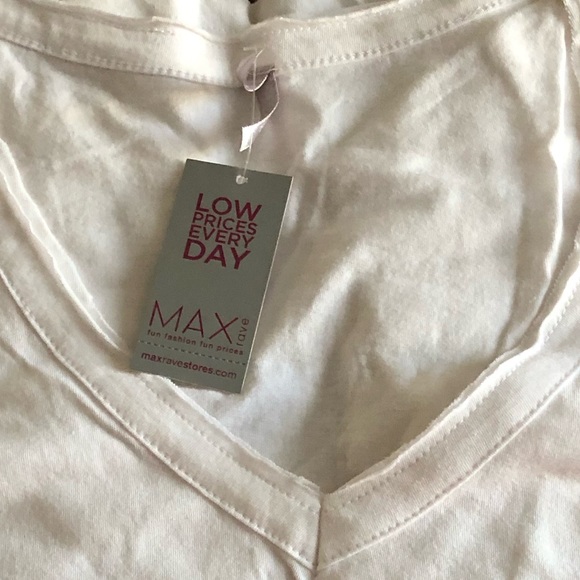 LOW
PRICES
EVERY
DAY
MAX rave
fun fashion fun prices
maxravestores.com